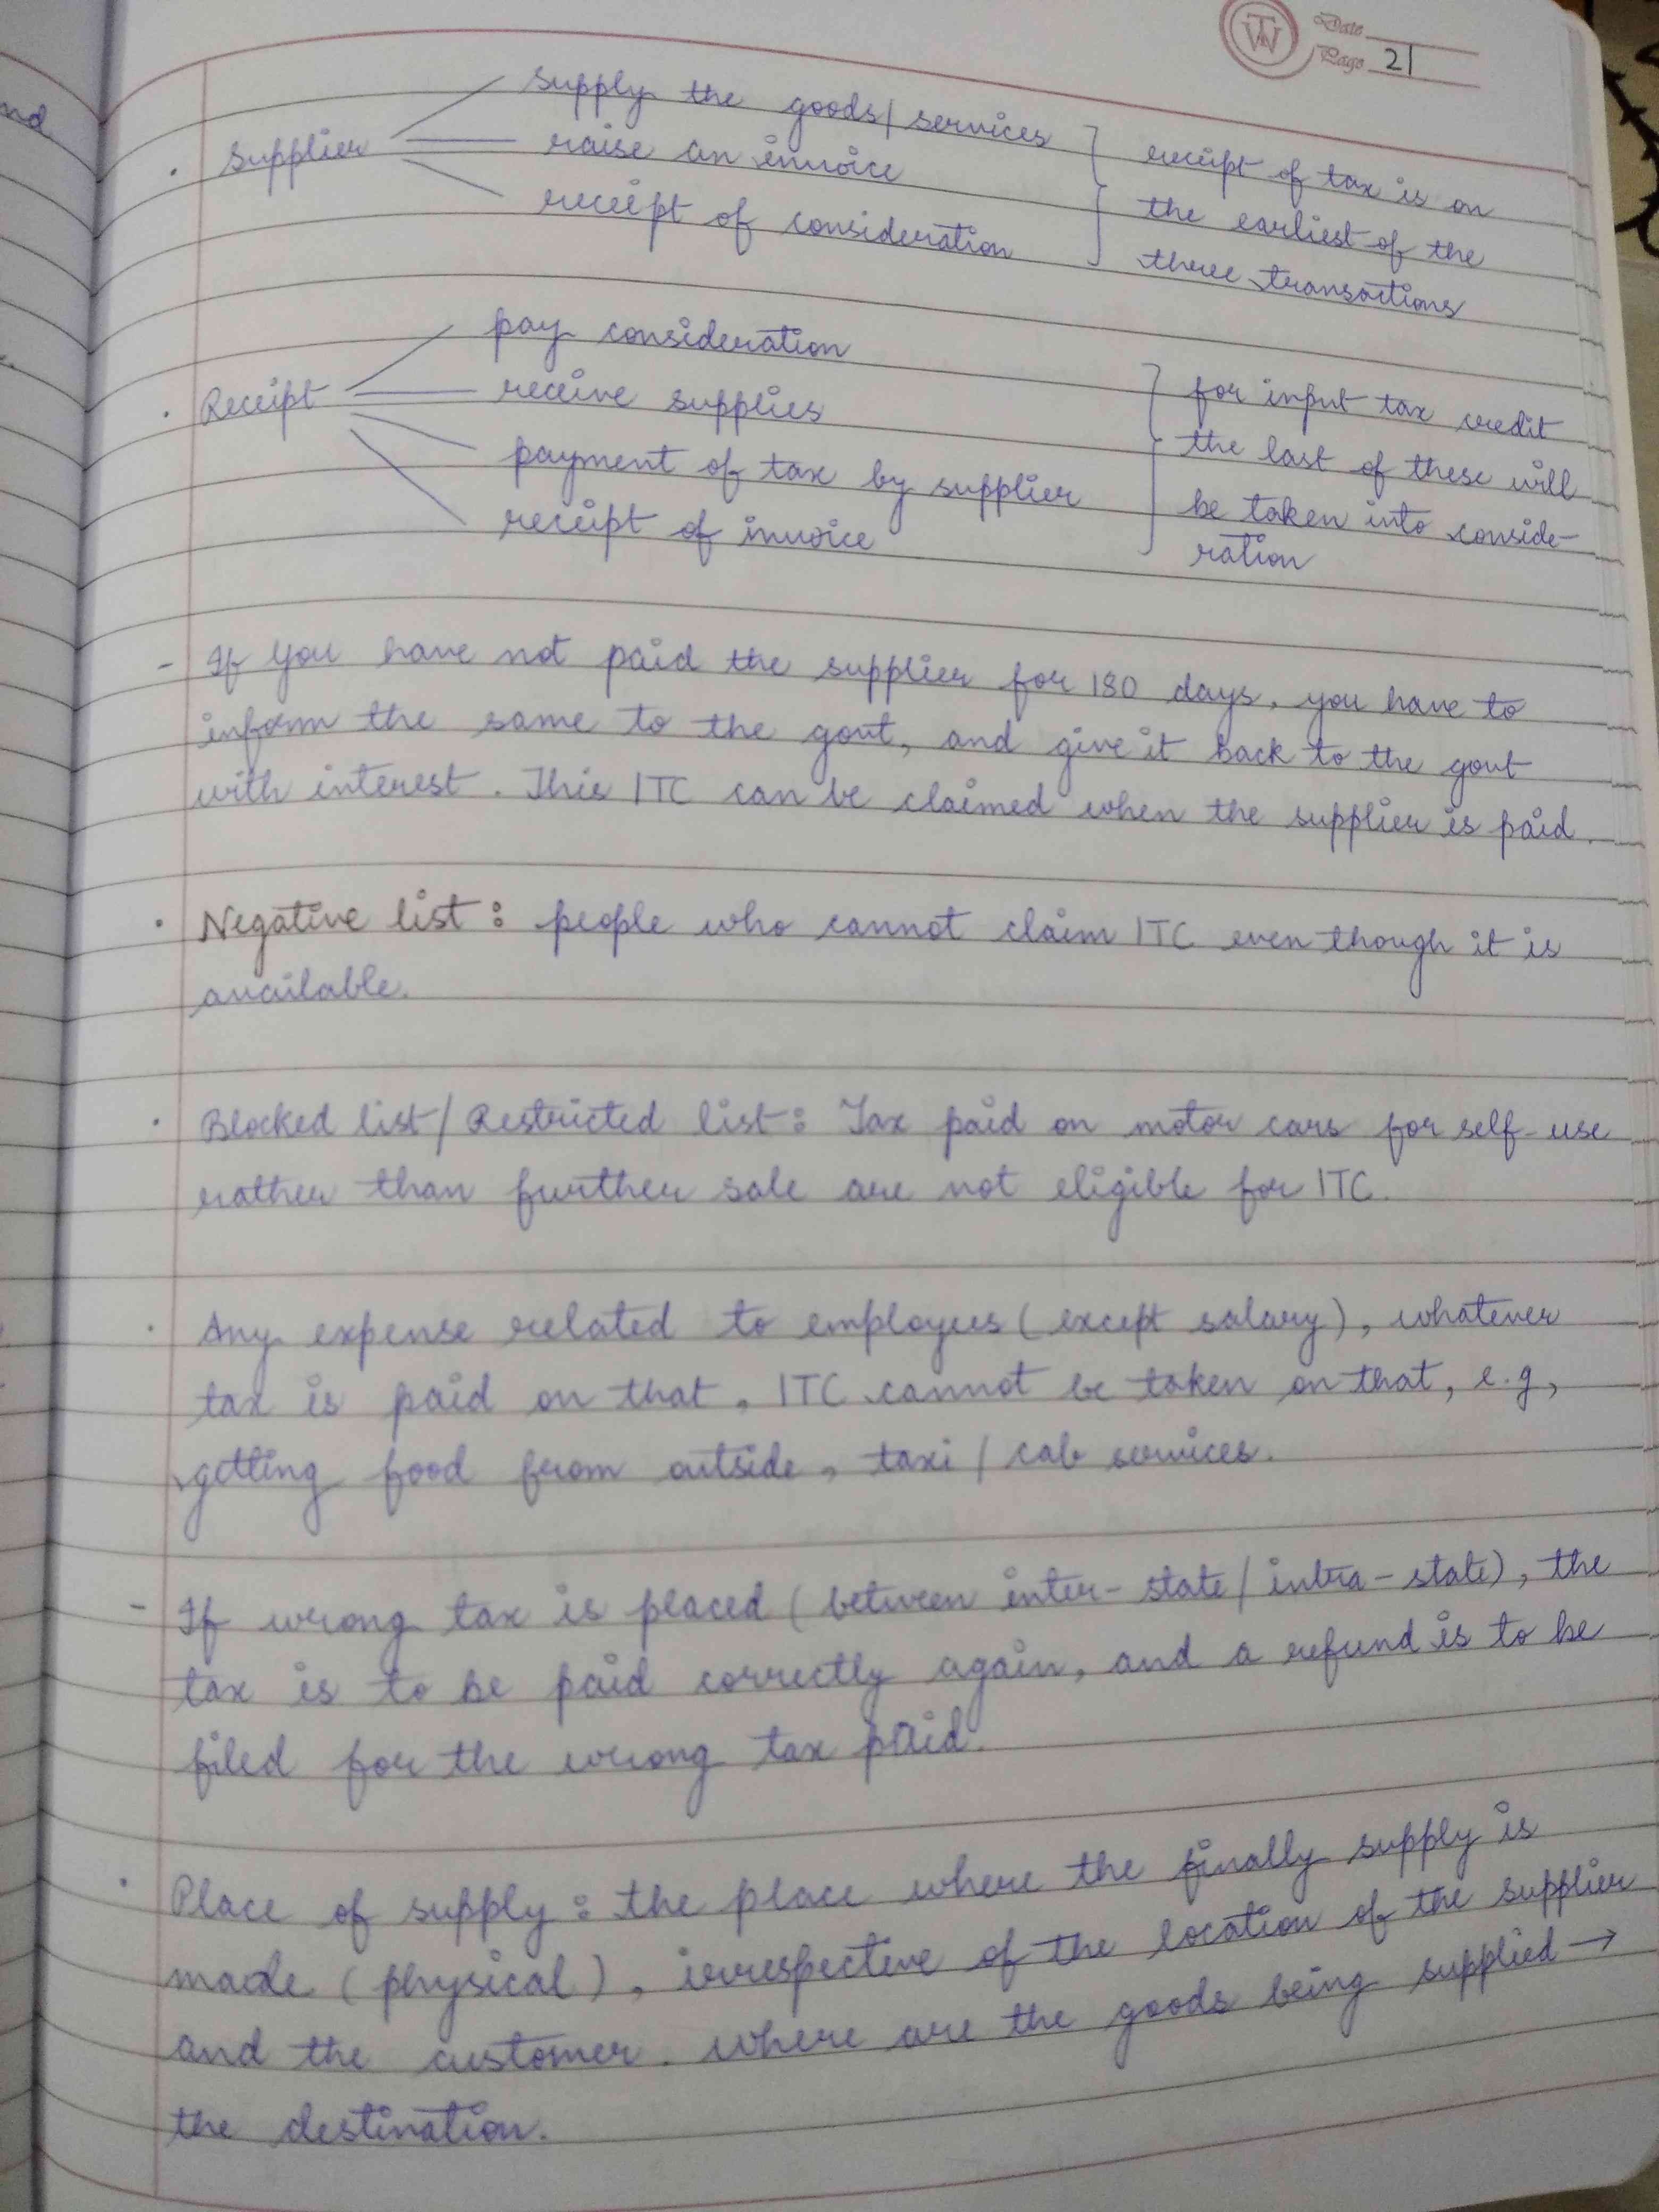 Date
Page 21
supply the goods/services
· Supplier raise an invoice
receipt of consideration
receipt of tax is on
the earliest of the
these transactions
pay consideration
· Receipt receive supplies
payment of tax by supplier
receipt of invoice
for input tax credit
the last of these will
be taken into conside-
ration
- If you have not paid the supplier for 180 days, you have to
inform the same to the govt, and give it back to the govt
with interest. This ITC can be claimed when the supplier is paid.
· Negative list : people who cannot claim ITC even though it is
available.
· Blocked list/Restricted list : Tax paid on motor cars for self-use
rather than further sale are not eligible for ITC.
· Any expense related to employees (except salary), whatever
tax is paid on that, ITC cannot be taken on that, e.g,
getting food from outside, taxi / cab services.
- If wrong tax is placed (between inter-state/intra-state), the
tax is to be paid correctly again, and a refund is to be
filed for the wrong tax paid.
· Place of supply : the place where the finally supply is
made (physical), irrespective of the location of the supplier
and the customer. where are the goods being supplied →
the destination.